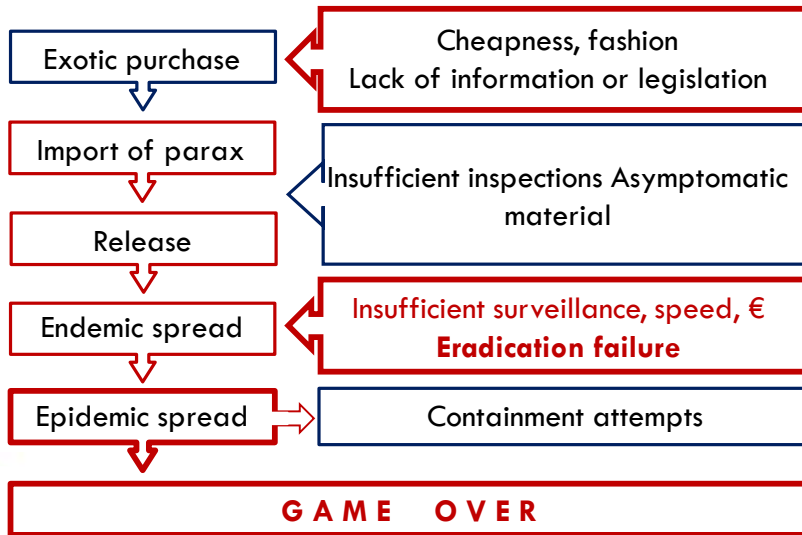 Exotic purchase
Cheapness, fashion
Lack of information or legislation
Import of parax
Insufficient inspections Asymptomatic
material
Release
Endemic spread
Insufficient surveillance, speed, €
Eradication failure
Epidemic spread
Containment attempts
GAME OVER